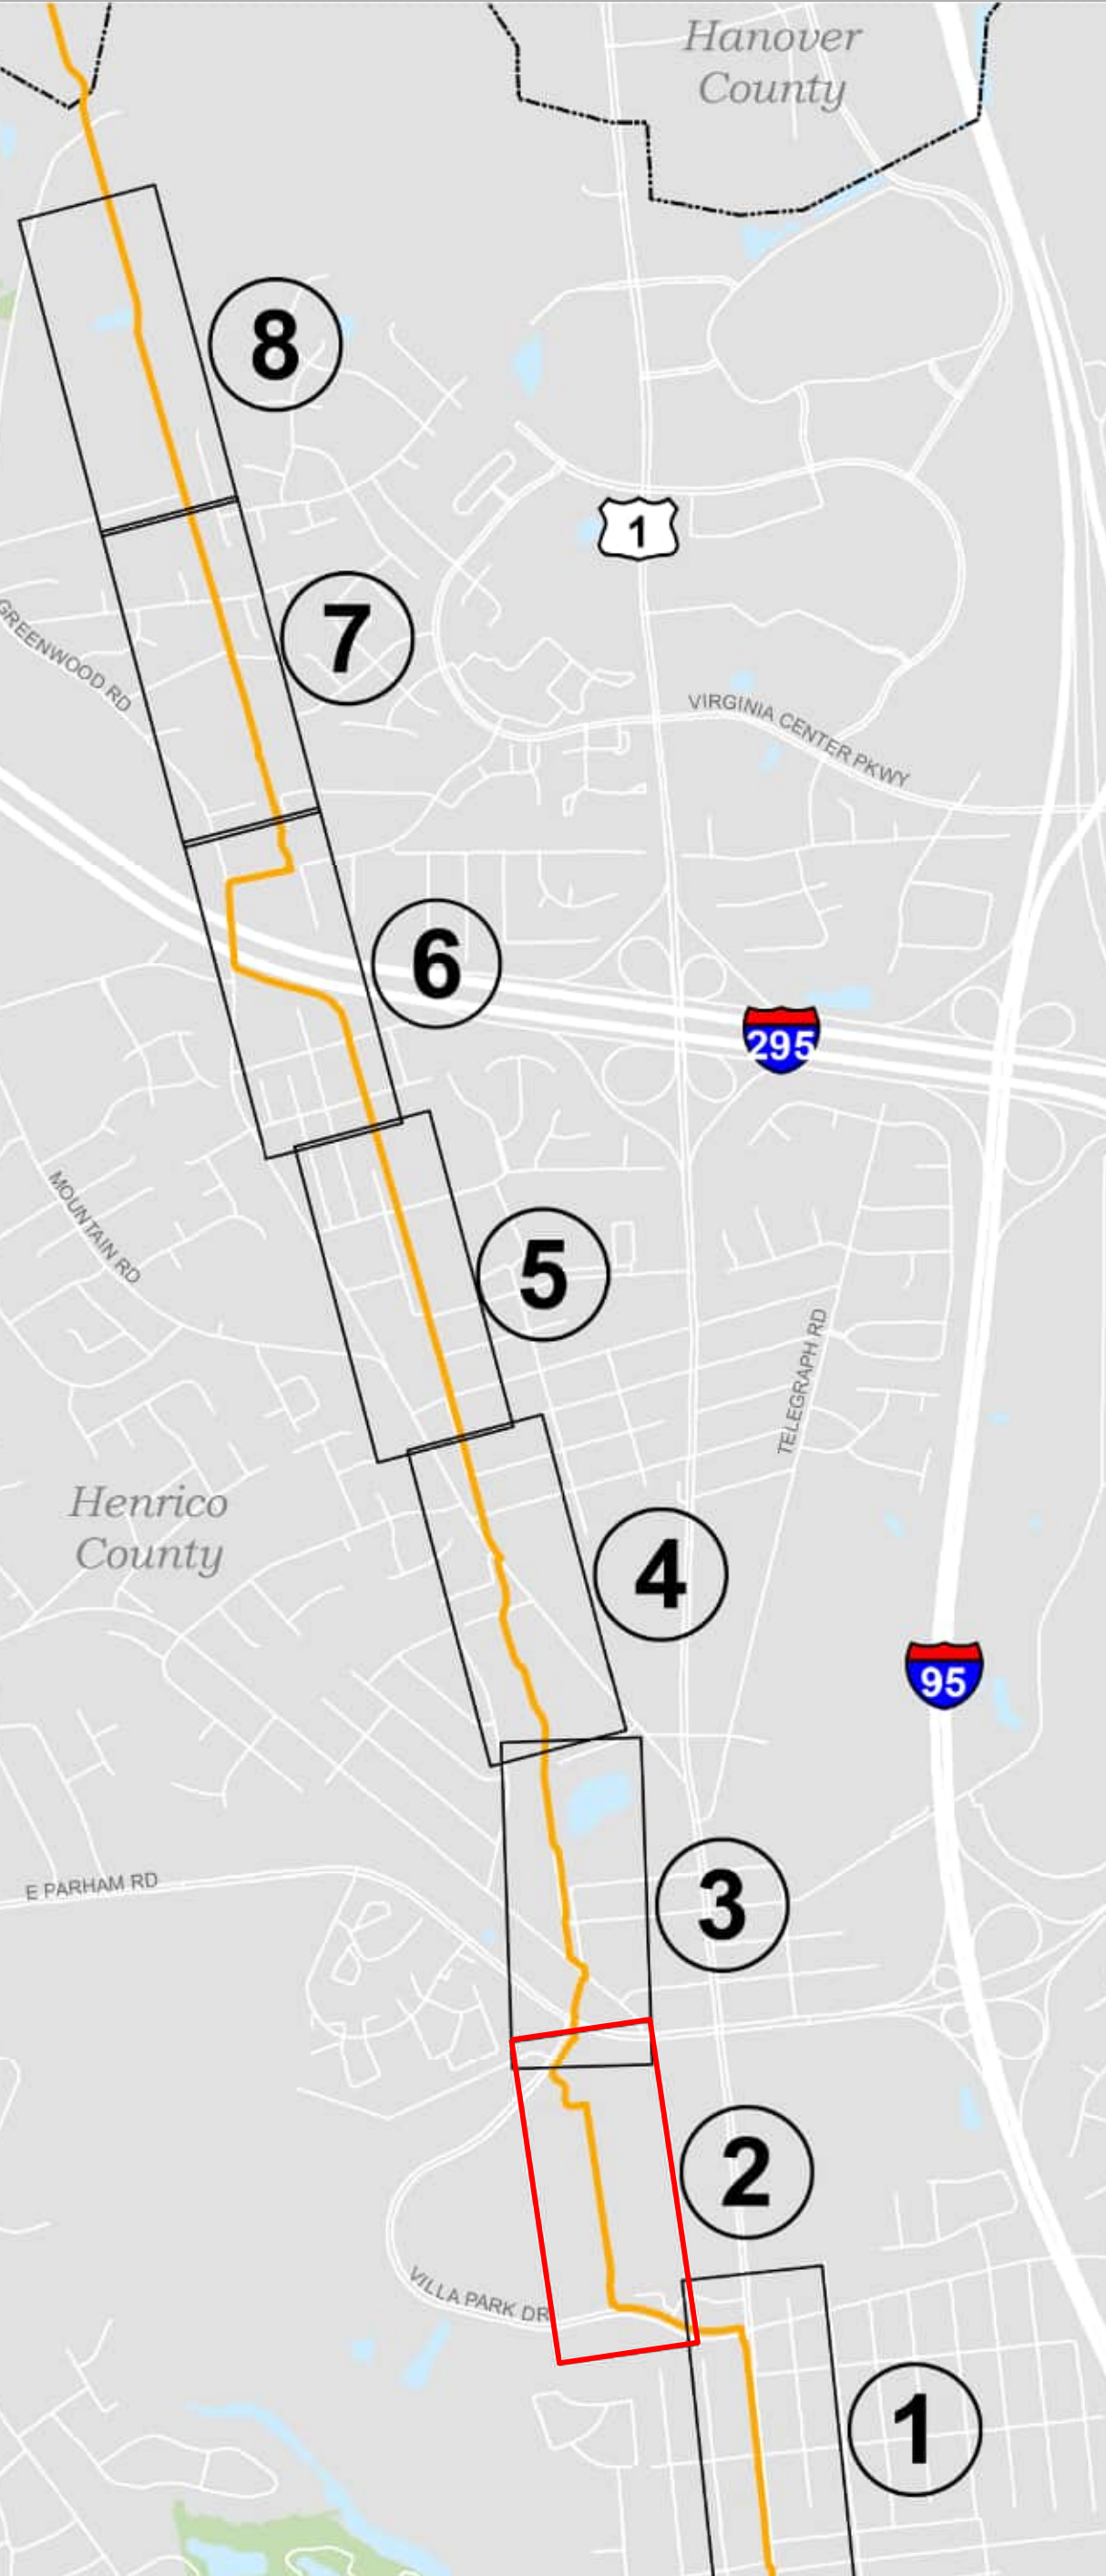 Hanover
County
8
1
7
GREENWOOD RD
VIRGINIA CENTER PKWY
6
295
MOUNTAIN RD
5
TELEGRAPH RD
Henrico
County
4
95
E PARHAM RD
3
2
VILLA PARK DR
1